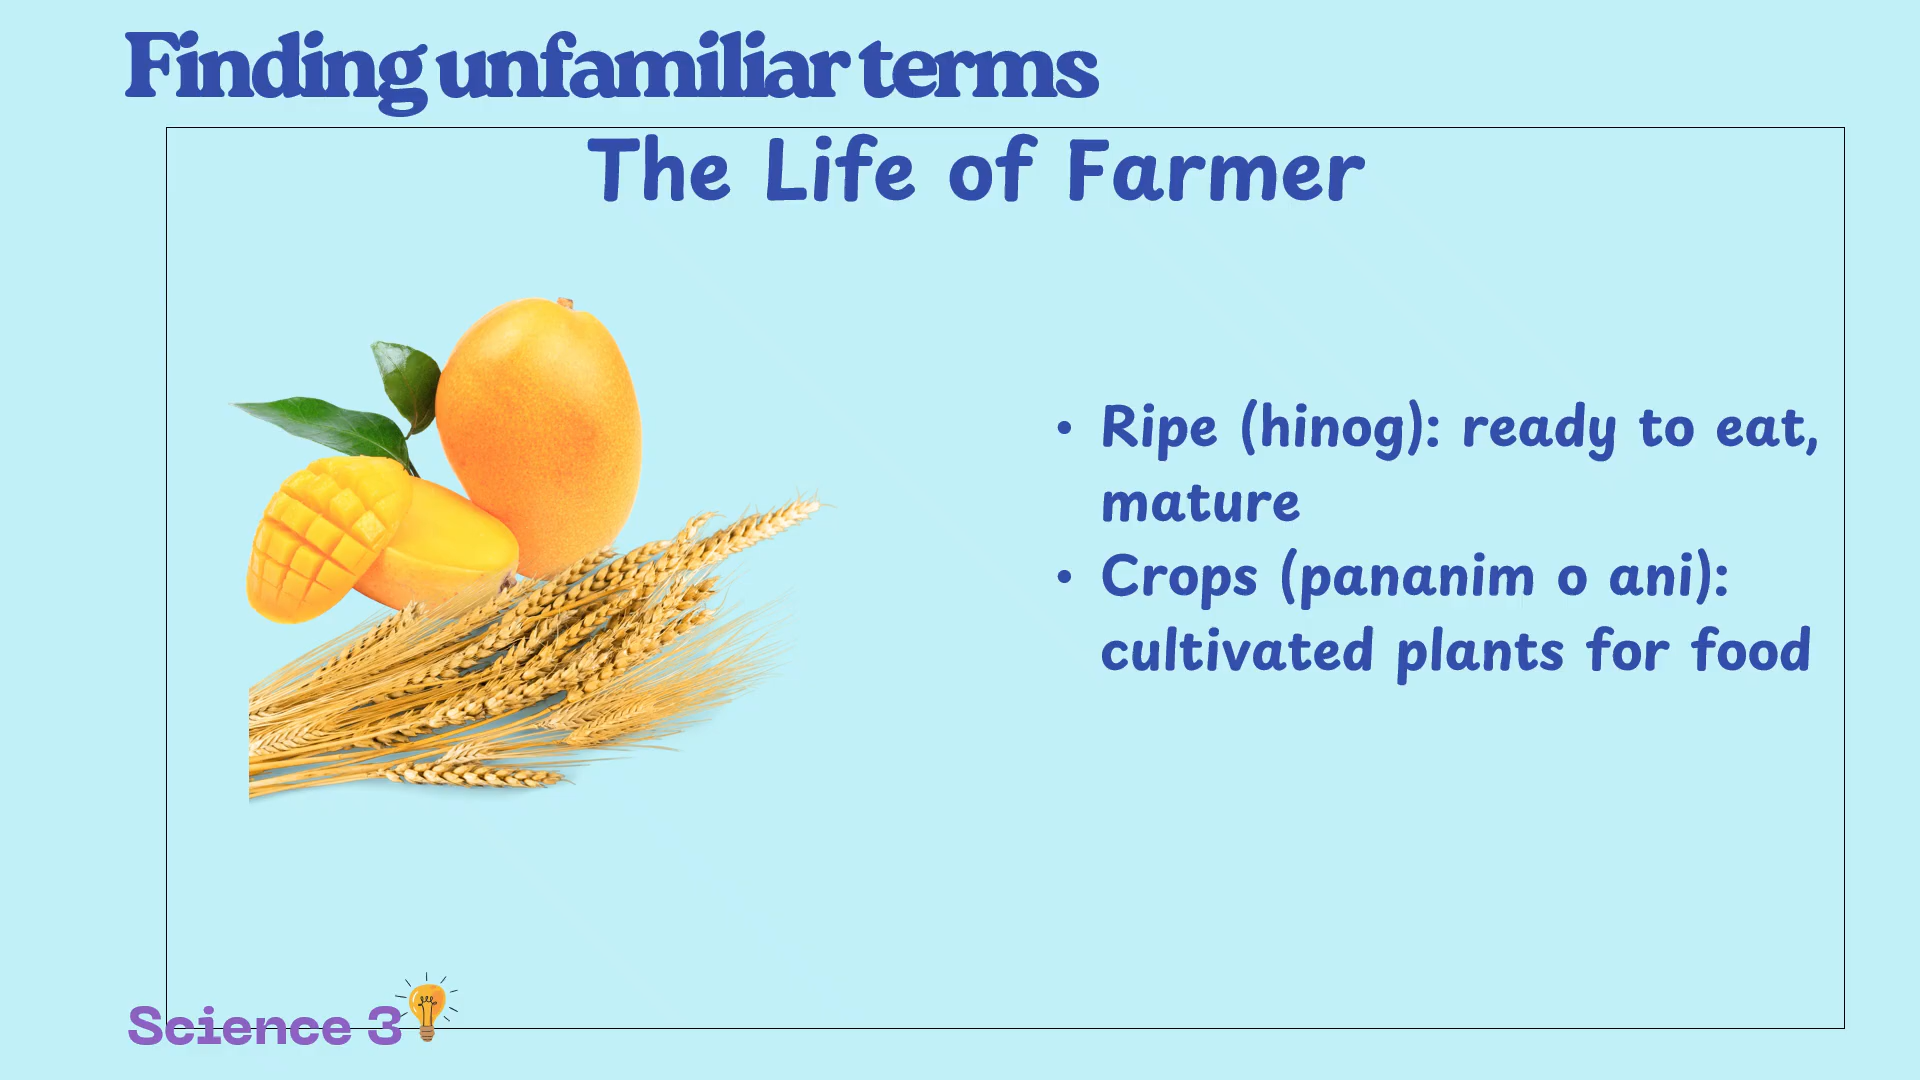 Finding unfamiliar terms
The Life of Farmer
• Ripe (hinog): ready to eat,
mature
• Crops (pananim o ani):
cultivated plants for food
Science 3